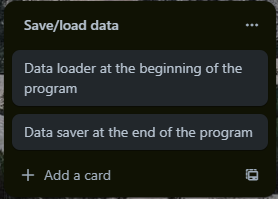 Save/load data
Data loader at the beginning of the
program
Data saver at the end of the program
Add a card